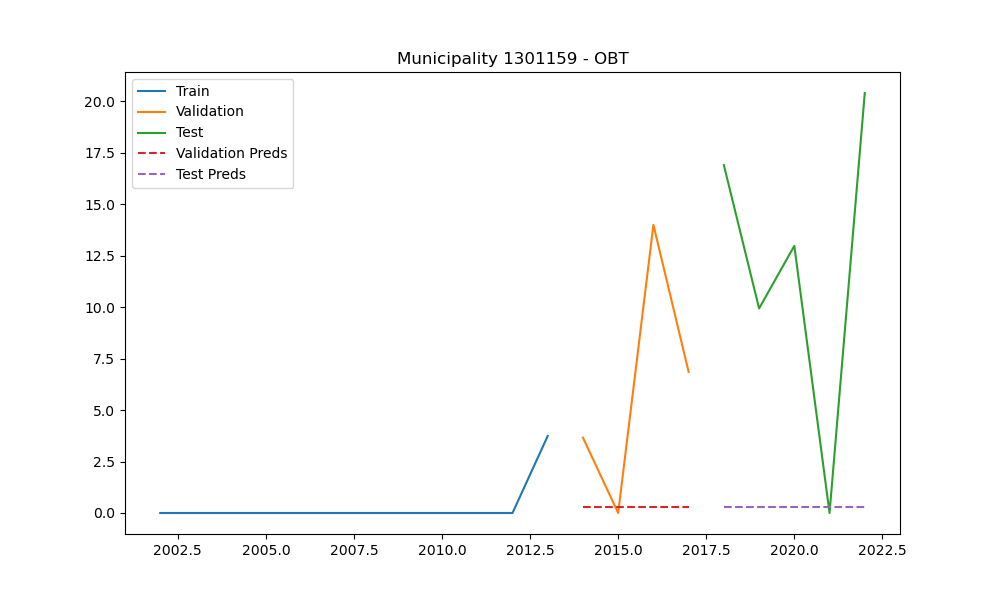 Municipality 1301159 - OBT
Train
Validation
Test
Validation Preds
Test Preds
20.0
17.5
15.0
12.5
10.0
7.5
5.0
2.5
0.0
2002.5 2005.0 2007.5 2010.0 2012.5 2015.0 2017.5 2020.0 2022.5